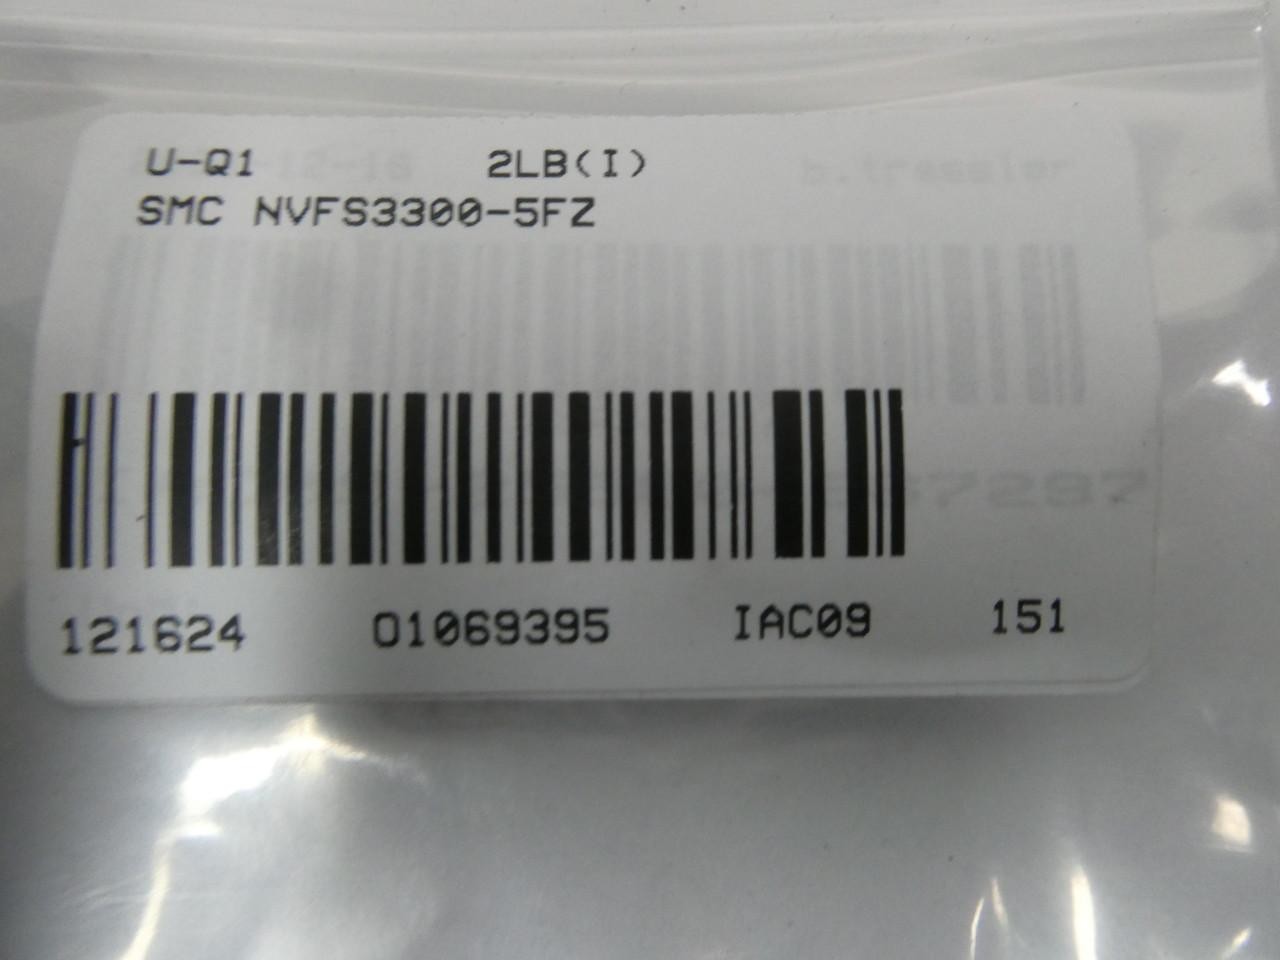 U-Q1 2LB(I)
SMC NVFS3300-5FZ
121624 01069395 IAC09 151